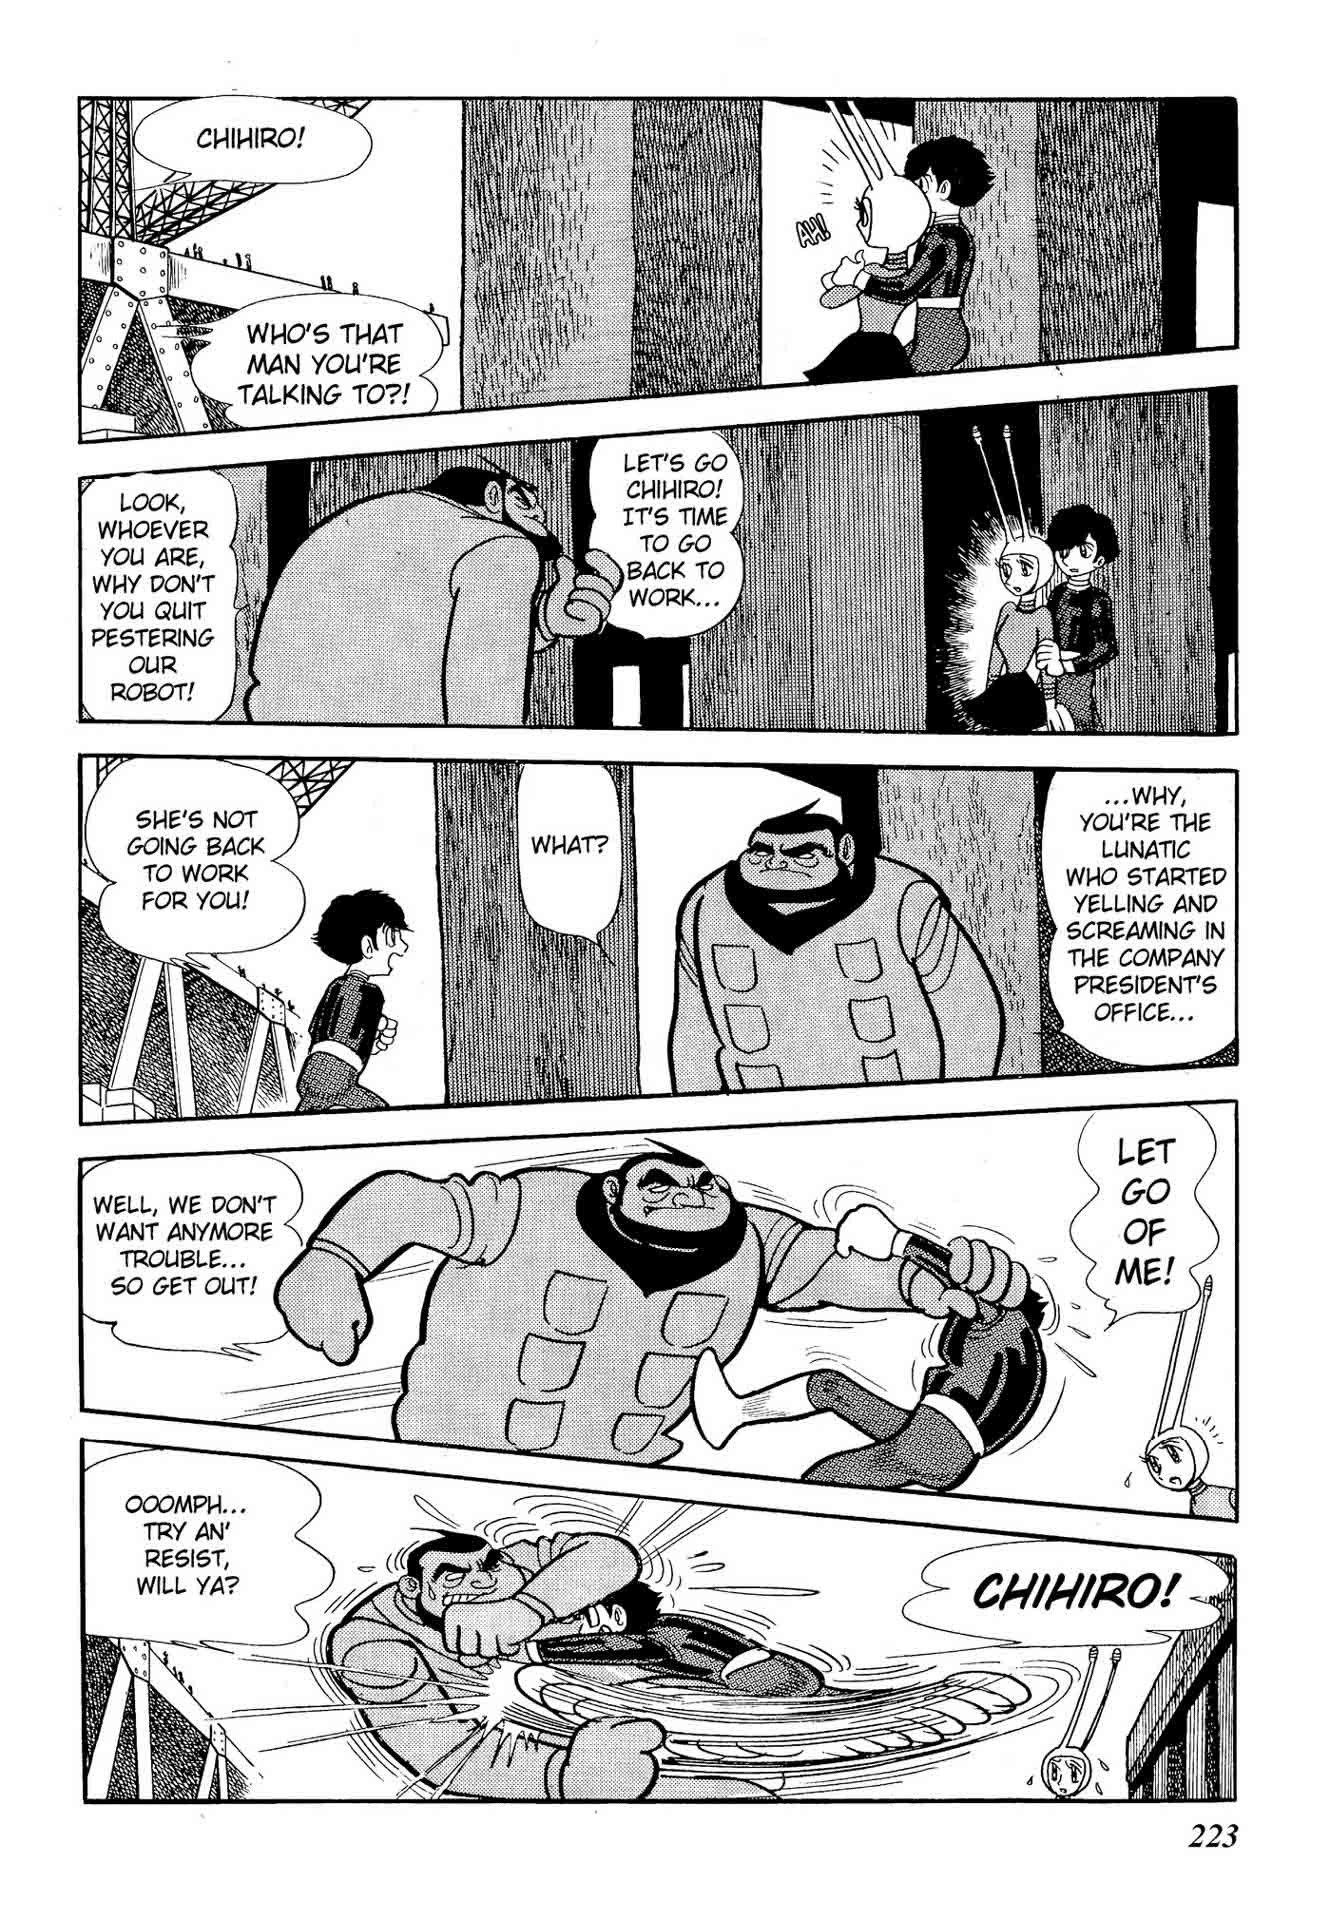 CHIHIRO!
WHO'S THAT
MAN YOU'RE
TALKING TO?!
AH!
LOOK,
WHOEVER
YOU ARE,
WHY DON'T
YOU QUIT
PESTERING
OUR
ROBOT!
LET'S GO
CHIHIRO!
IT'S TIME
TO GO
BACK TO
WORK...
SHE'S NOT
GOING BACK
TO WORK
FOR YOU!
WHAT?
...WHY,
YOU'RE THE
LUNATIC
WHO STARTED
YELLING AND
SCREAMING IN
THE COMPANY
PRESIDENT'S
OFFICE...
WELL, WE DON'T
WANT ANYMORE
TROUBLE...
SO GET OUT!
LET
GO
OF
ME!
OOOMPH...
TRY AN'
RESIST,
WILL YA?
CHIHIRO!
223